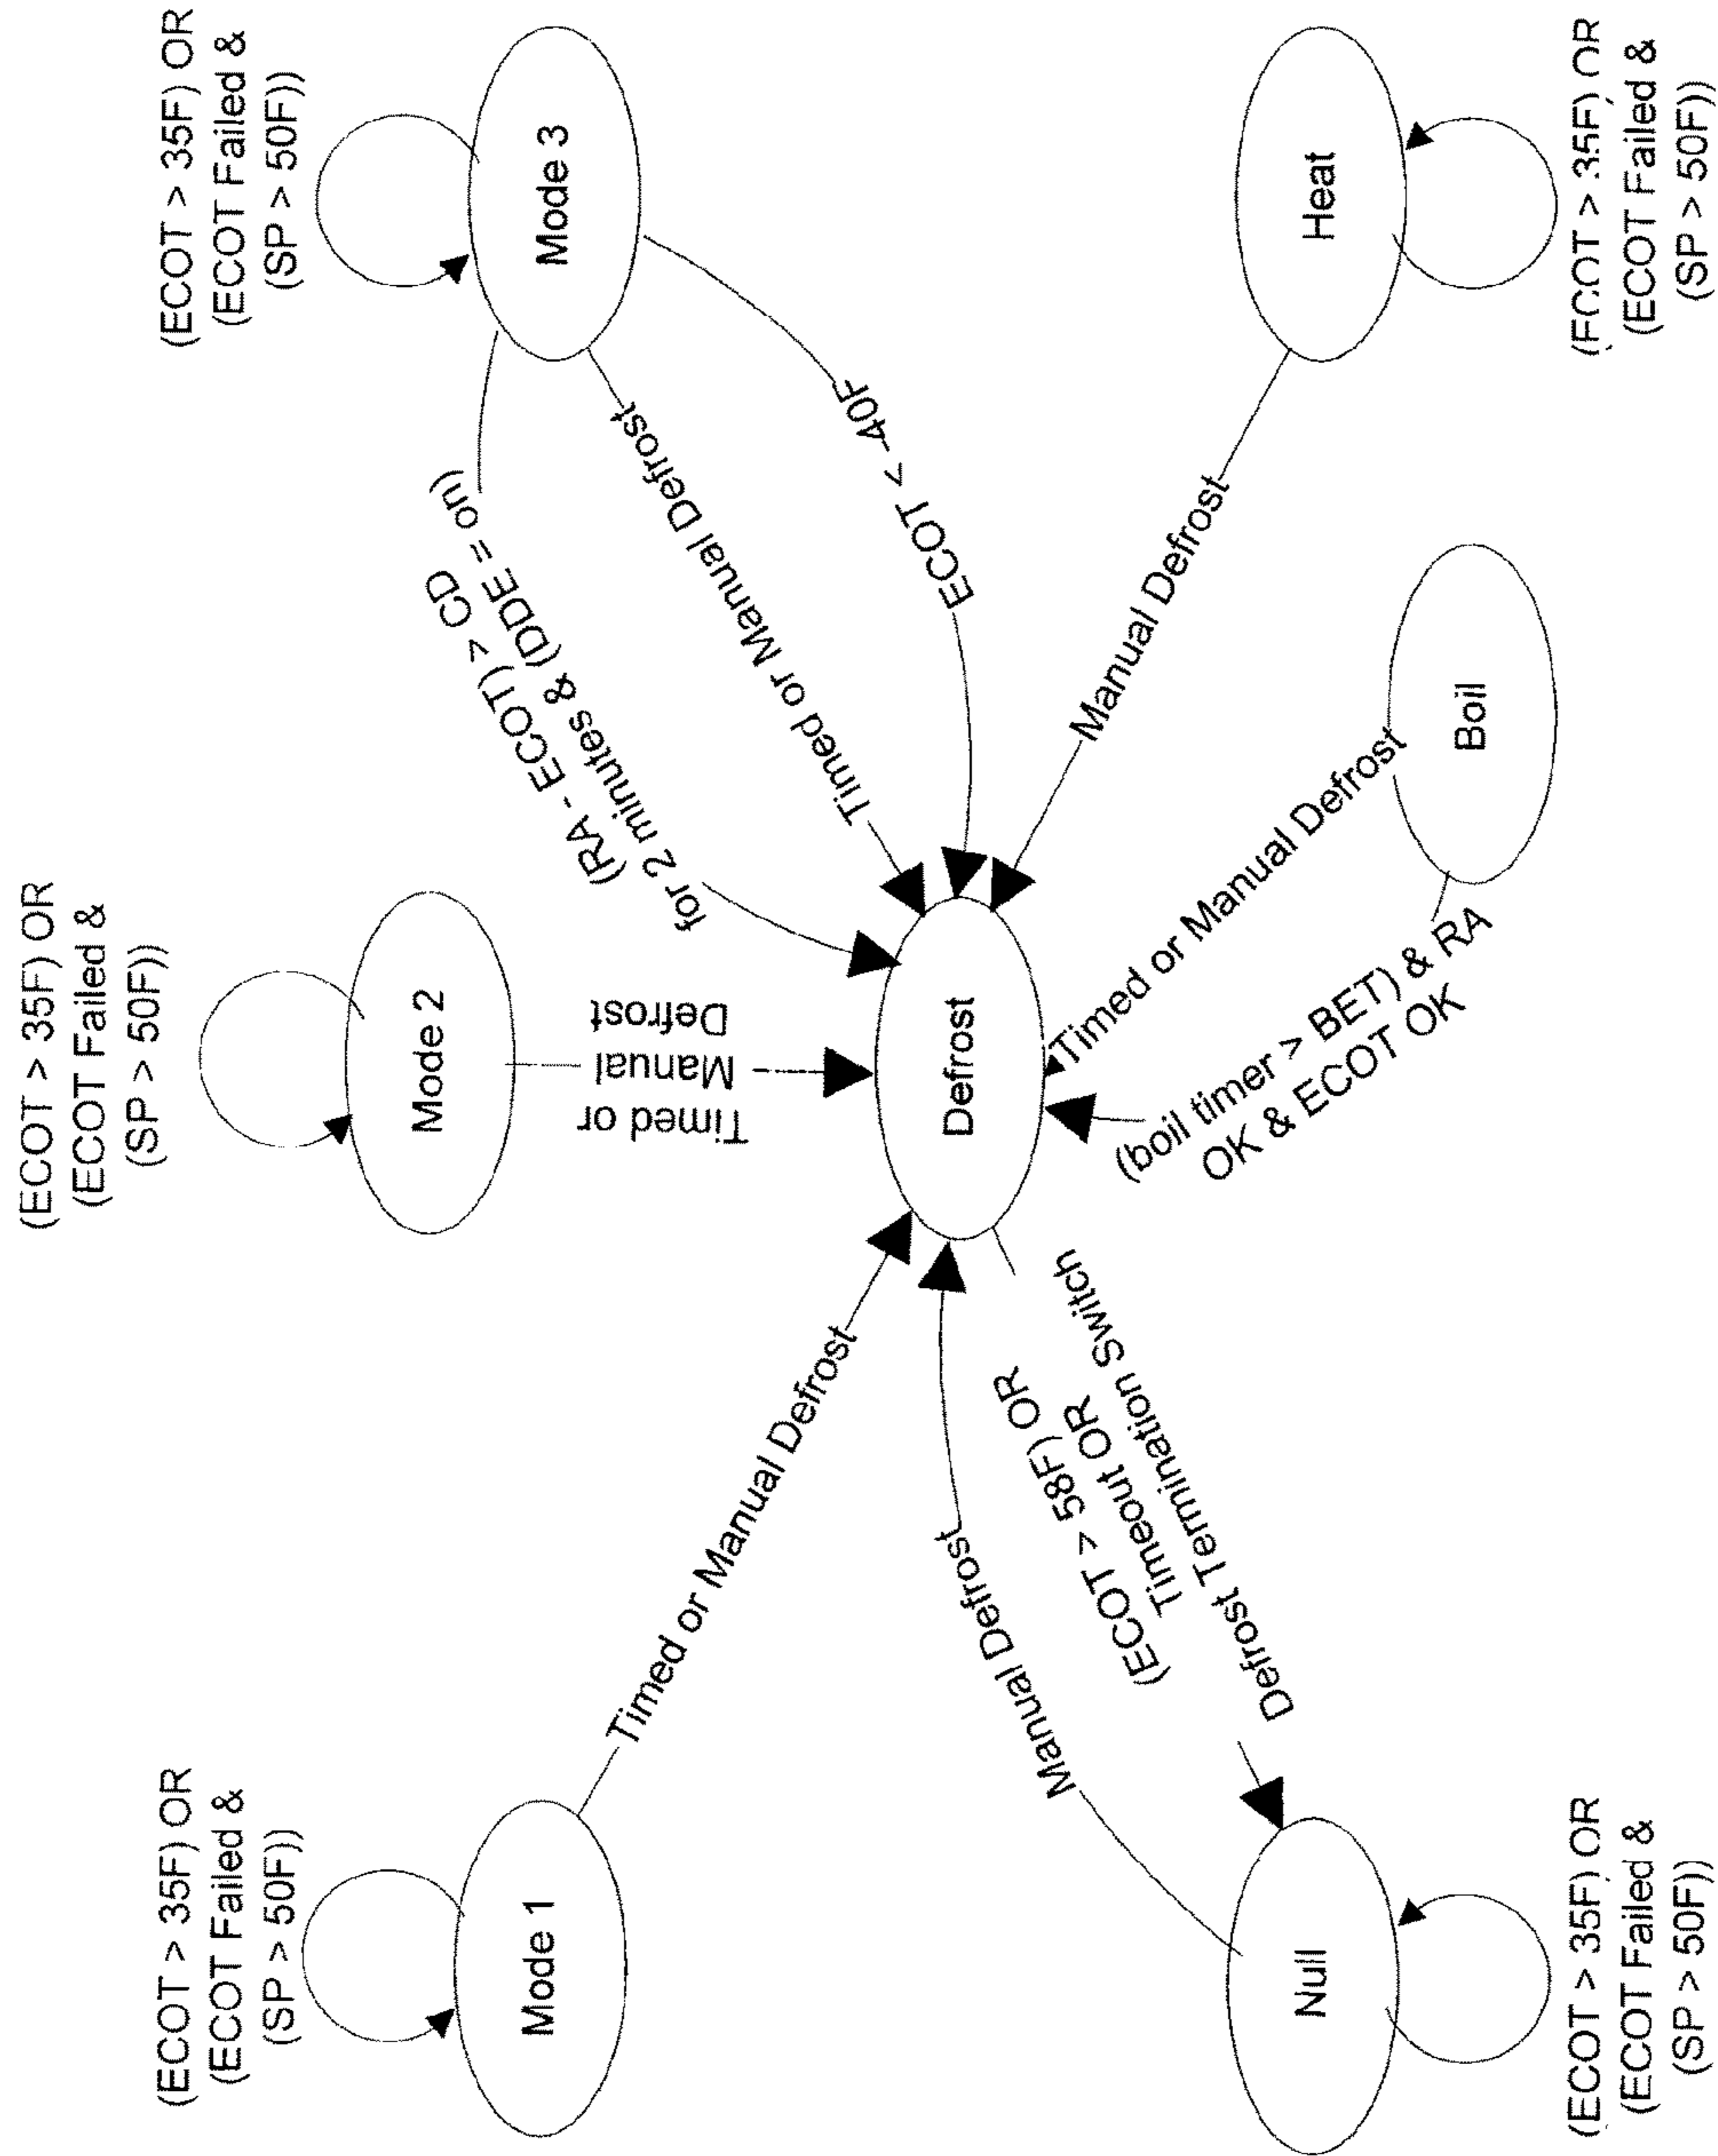 (ECOT > 35F) OR
(ECOT Failed &
(SP > 50F))
Mode 1
(ECOT > 35F) OR
(ECOT Failed &
(SP > 50F))
Mode 2
(ECOT > 35F) OR
(ECOT Failed &
(SP > 50F))
Mode 3
Timed or Manual Defrost
Timed or
Manual
Defrost
(RA - ECOT) > CD
for 2 minutes & (DDE = on)
Timed or Manual Defrost
ECOT < -40F
Defrost
Manual Defrost
(ECOT > 58F) OR
Timeout OR
Defrost Termination Switch
(boil timer > BET) & RA
OK & ECOT OK
Timed or Manual Defrost
Manual Defrost
Null
(ECOT > 35F) OR
(ECOT Failed &
(SP > 50F))
Boil
Heat
(ECOT > 35F) OR
(ECOT Failed &
(SP > 50F))